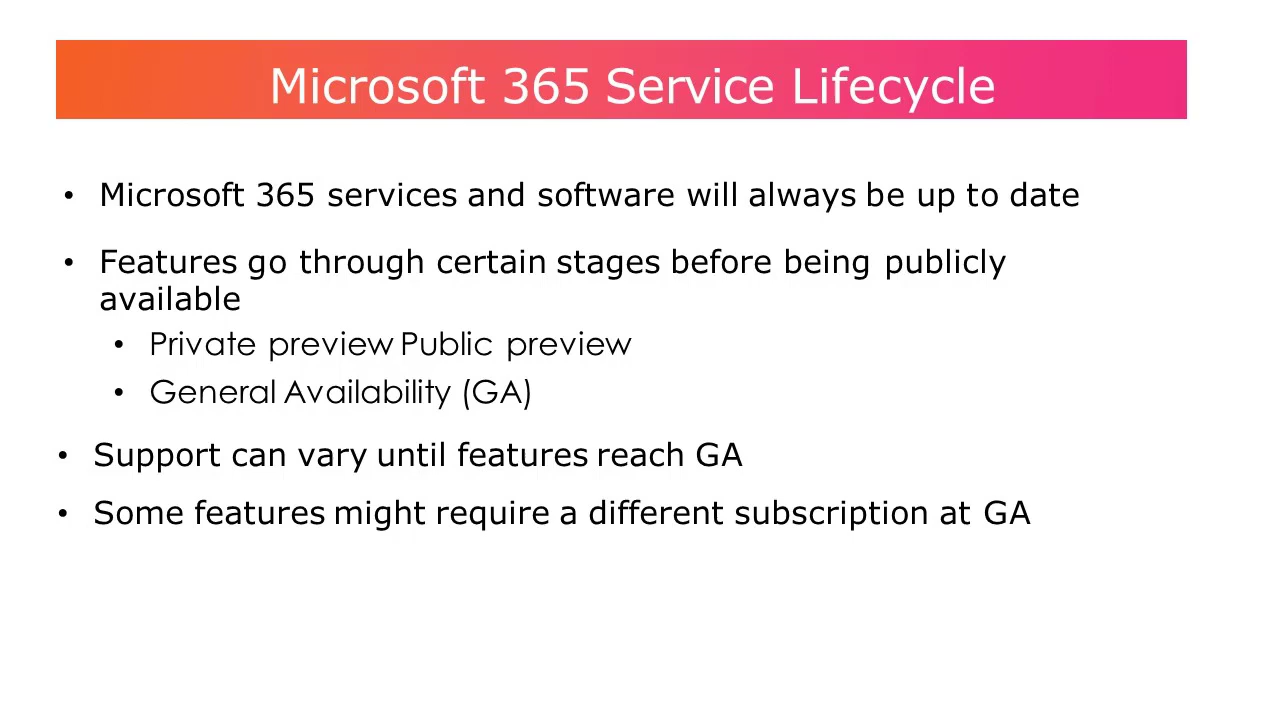 Microsoft 365 Service Lifecycle
• Microsoft 365 services and software will always be up to date
• Features go through certain stages before being publicly
available
• Private preview Public preview
• General Availability (GA)
• Support can vary until features reach GA
• Some features might require a different subscription at GA